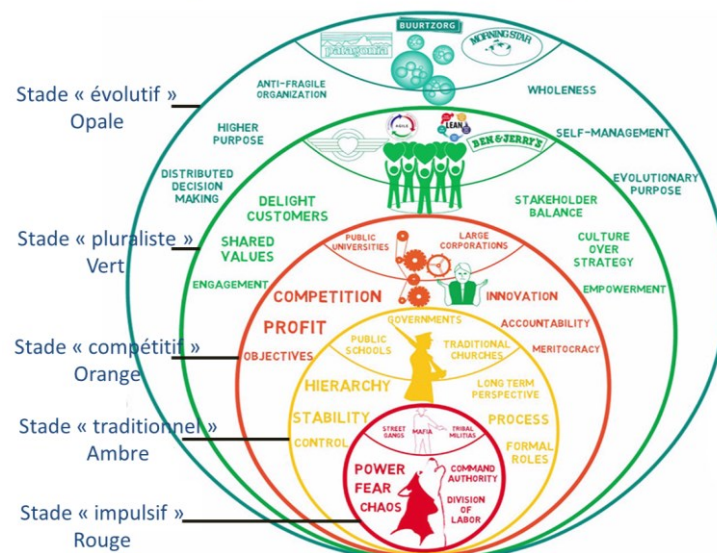 Stade « évolutif »
Opale
Stade « pluraliste »
Vert
Stade « compétitif »
Orange
Stade « traditionnel »
Ambre
Stade « impulsif »
Rouge
patagonia
BUURTZORG
MORNING STAR
ANTI-FRAGILE
ORGANIZATION
WHOLENESS
HIGHER
PURPOSE
SELF-MANAGEMENT
DISTRIBUTED
DECISION
MAKING
EVOLUTIONARY
PURPOSE
AGILE
LEAN
BEN & JERRY'S
DELIGHT
CUSTOMERS
STAKEHOLDER
BALANCE
SHARED
VALUES
CULTURE
OVER
STRATEGY
ENGAGEMENT
EMPOWERMENT
PUBLIC
UNIVERSITIES
LARGE
CORPORATIONS
COMPETITION
INNOVATION
PROFIT
ACCOUNTABILITY
OBJECTIVES
MERITOCRACY
GOVERNMENTS
PUBLIC
SCHOOLS
TRADITIONAL
CHURCHES
HIERARCHY
LONG TERM
PERSPECTIVE
STABILITY
PROCESS
CONTROL
FORMAL
ROLES
STREET
GANGS
MAFIA
TRIBAL
MILITIAS
POWER
FEAR
CHAOS
COMMAND
AUTHORITY
DIVISION
OF
LABOR